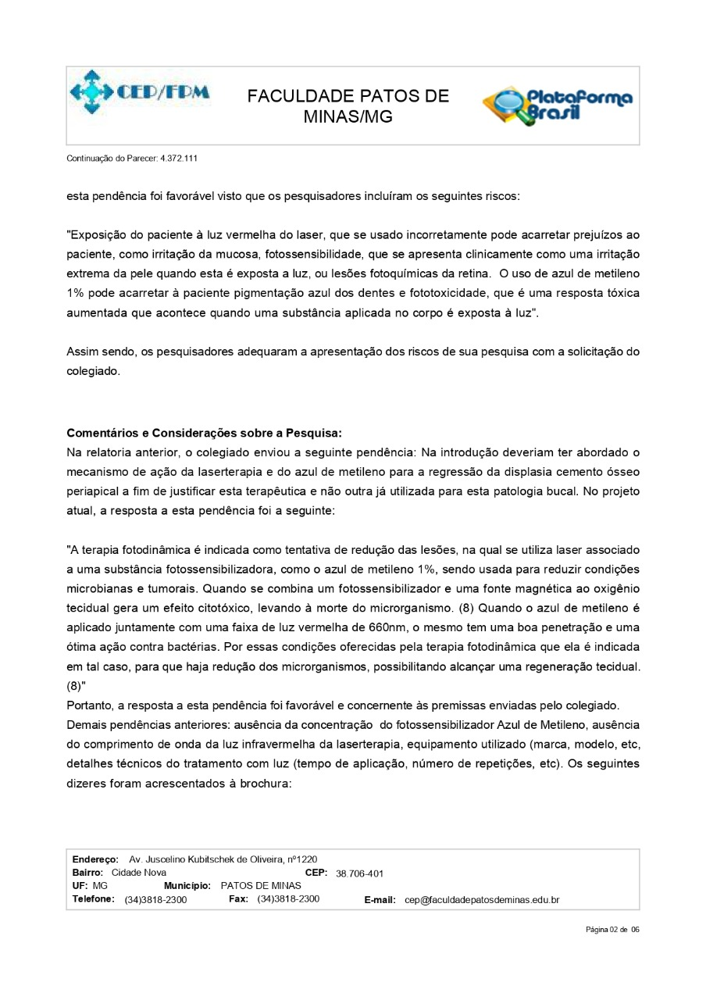 CEP/FPM
FACULDADE PATOS DE
MINAS/MG
Plataforma
Brasil
Continuação do Parecer: 4.372.111
esta pendência foi favorável visto que os pesquisadores incluíram os seguintes riscos:
"Exposição do paciente à luz vermelha do laser, que se usado incorretamente pode acarretar prejuízos ao
paciente, como irritação da mucosa, fotossensibilidade, que se apresenta clinicamente como uma irritação
extrema da pele quando esta é exposta a luz, ou lesões fotoquímicas da retina.  O uso de azul de metileno
1% pode acarretar à paciente pigmentação azul dos dentes e fototoxicidade, que é uma resposta tóxica
aumentada que acontece quando uma substância aplicada no corpo é exposta à luz".
Assim sendo, os pesquisadores adequaram a apresentação dos riscos de sua pesquisa com a solicitação do
colegiado.
Comentários e Considerações sobre a Pesquisa:
Na relatoria anterior, o colegiado enviou a seguinte pendência: Na introdução deveriam ter abordado o
mecanismo de ação da laserterapia e do azul de metileno para a regressão da displasia cemento ósseo
periapical a fim de justificar esta terapêutica e não outra já utilizada para esta patologia bucal. No projeto
atual, a resposta a esta pendência foi a seguinte:
"A terapia fotodinâmica é indicada como tentativa de redução das lesões, na qual se utiliza laser associado
a uma substância fotossensibilizadora, como o azul de metileno 1%, sendo usada para reduzir condições
microbianas e tumorais. Quando se combina um fotossensibilizador e uma fonte magnética ao oxigênio
tecidual gera um efeito citotóxico, levando à morte do microrganismo. (8) Quando o azul de metileno é
aplicado juntamente com uma faixa de luz vermelha de 660nm, o mesmo tem uma boa penetração e uma
ótima ação contra bactérias. Por essas condições oferecidas pela terapia fotodinâmica que ela é indicada
em tal caso, para que haja redução dos microrganismos, possibilitando alcançar uma regeneração tecidual.
(8)"
Portanto, a resposta a esta pendência foi favorável e concernente às premissas enviadas pelo colegiado.
Demais pendências anteriores: ausência da concentração  do fotossensibilizador Azul de Metileno, ausência
do comprimento de onda da luz infravermelha da laserterapia, equipamento utilizado (marca, modelo, etc,
detalhes técnicos do tratamento com luz (tempo de aplicação, número de repetições, etc). Os seguintes
dizeres foram acrescentados à brochura:
Endereço: Av. Juscelino Kubitschek de Oliveira, nº1220
Bairro: Cidade Nova CEP: 38.706-401
UF: MG Município: PATOS DE MINAS
Telefone: (34)3818-2300 Fax: (34)3818-2300 E-mail: cep@faculdadepatosdeminas.edu.br
Página 02 de 06